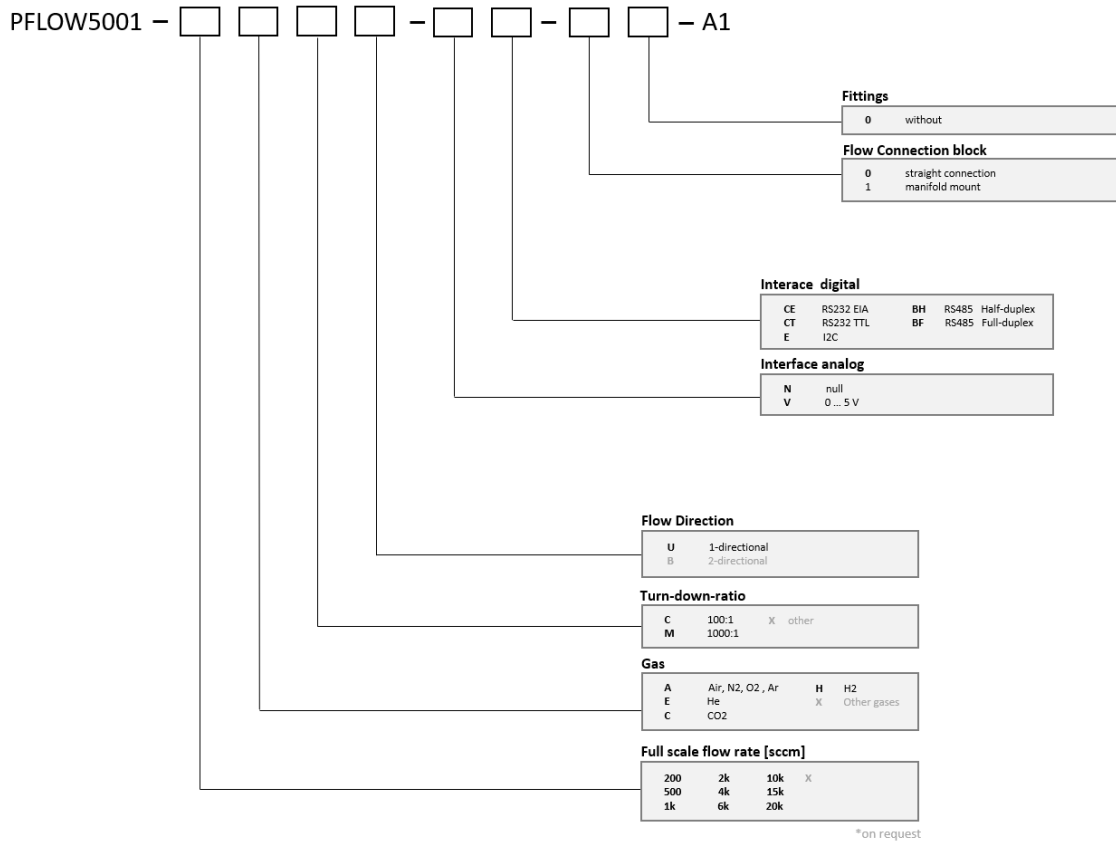 PFLOW5001 – – – – A1
Fittings
0 without
Flow Connection block
0 straight connection
1 manifold mount
Interace digital
CE RS232 EIA BH RS485 Half-duplex
CT RS232 TTL BF RS485 Full-duplex
E I2C
Interface analog
N null
V 0 ... 5 V
Flow Direction
U 1-directional
B 2-directional
Turn-down-ratio
C 100:1 X other
M 1000:1
Gas
A Air, N2, O2 , Ar H H2
E He X Other gases
C CO2
Full scale flow rate [sccm]
200 2k 10k X
500 4k 15k
1k 6k 20k
*on request